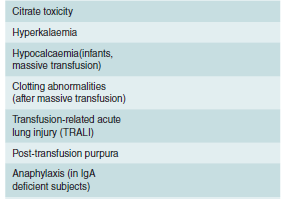 Citrate toxicity
Hyperkalaemia
Hypocalcaemia(infants,
massive transfusion)
Clotting abnormalities
(after massive transfusion)
Transfusion-related acute
lung injury (TRALI)
Post-transfusion purpura
Anaphylaxis (in IgA
deficient subjects)